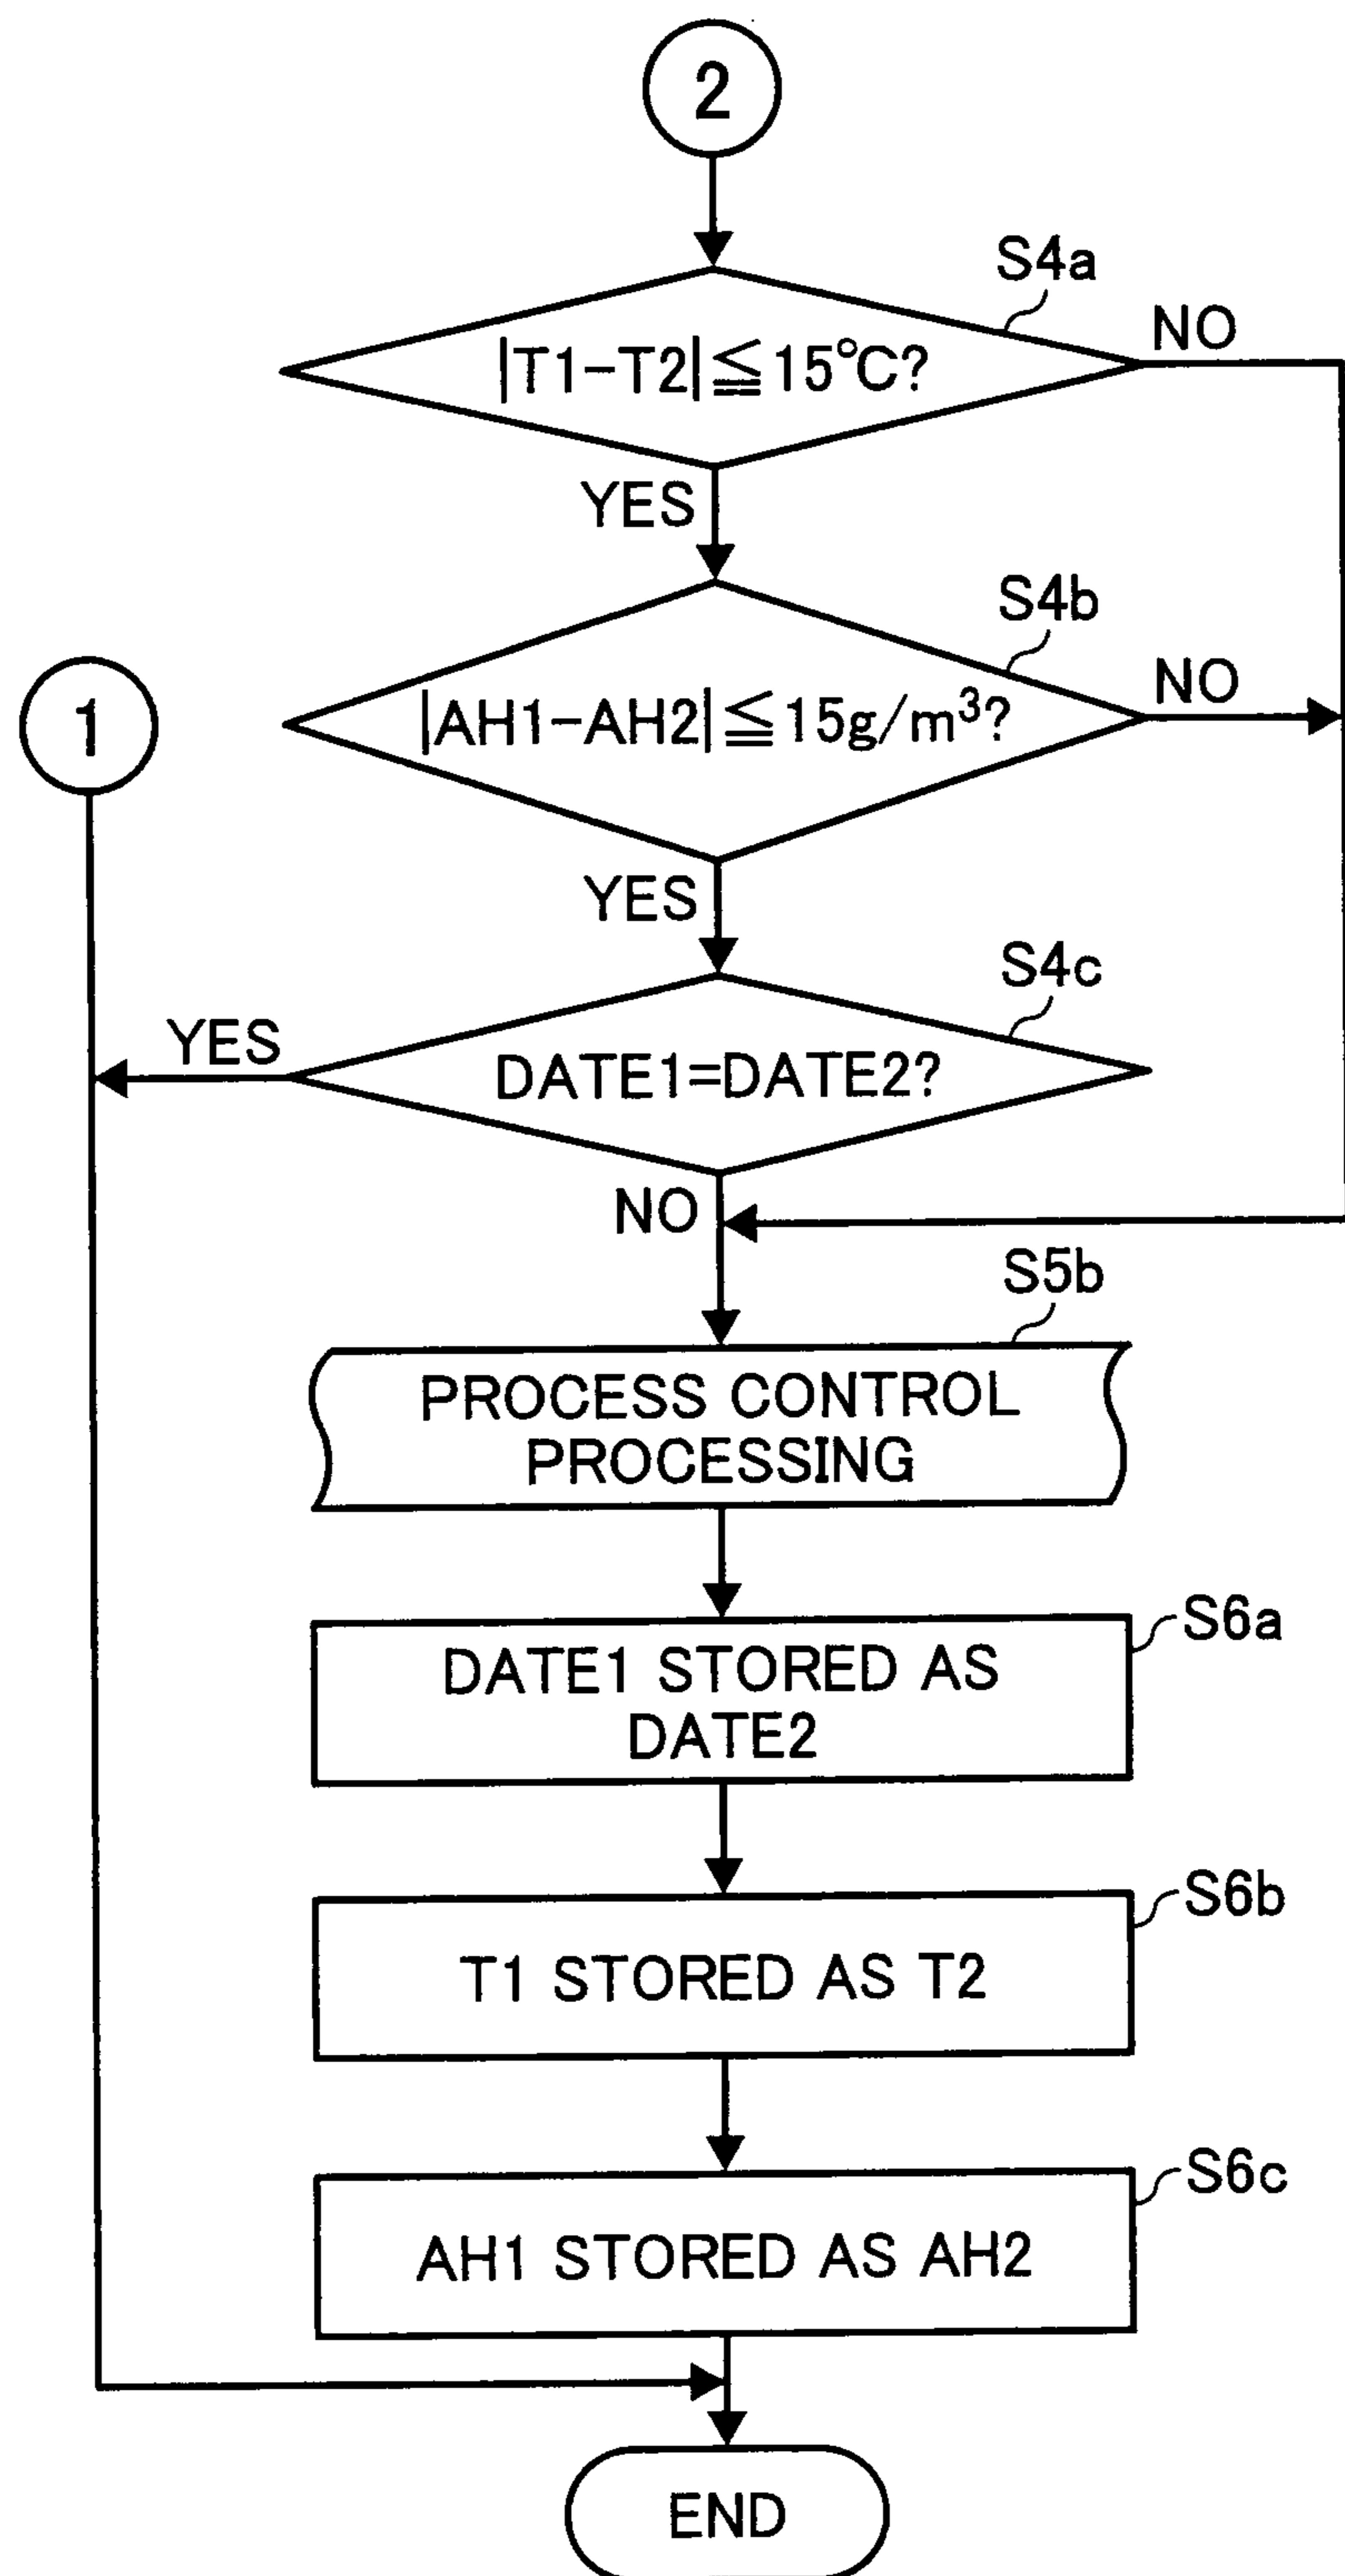 2
S4a
|T1-T2|≦15℃?
NO
YES
S4b
|AH1-AH2|≦15g/m³?
NO
1
YES
S4c
YES
DATE1=DATE2?
NO
S5b
PROCESS CONTROL
PROCESSING
S6a
DATE1 STORED AS
DATE2
S6b
T1 STORED AS T2
S6c
AH1 STORED AS AH2
END